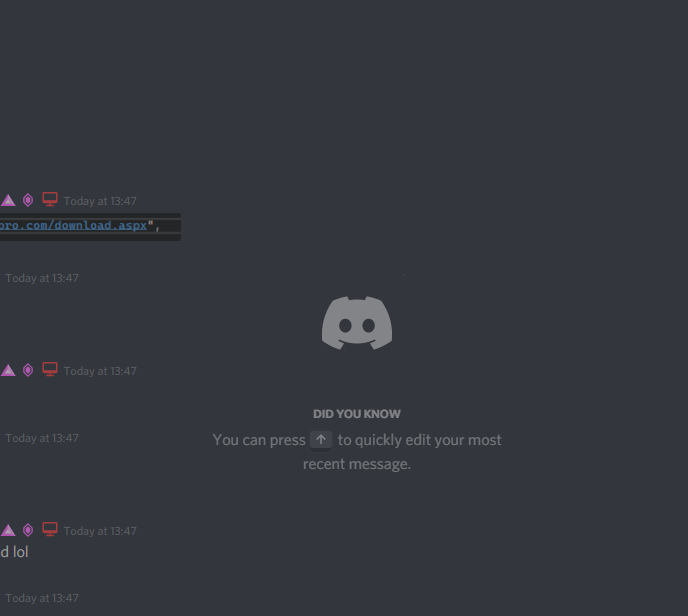 Today at 13:47
oro.com/download.aspx",
Today at 13:47
Today at 13:47
DID YOU KNOW
You can press ↑ to quickly edit your most
recent message.
Today at 13:47
Today at 13:47
d lol
Today at 13:47